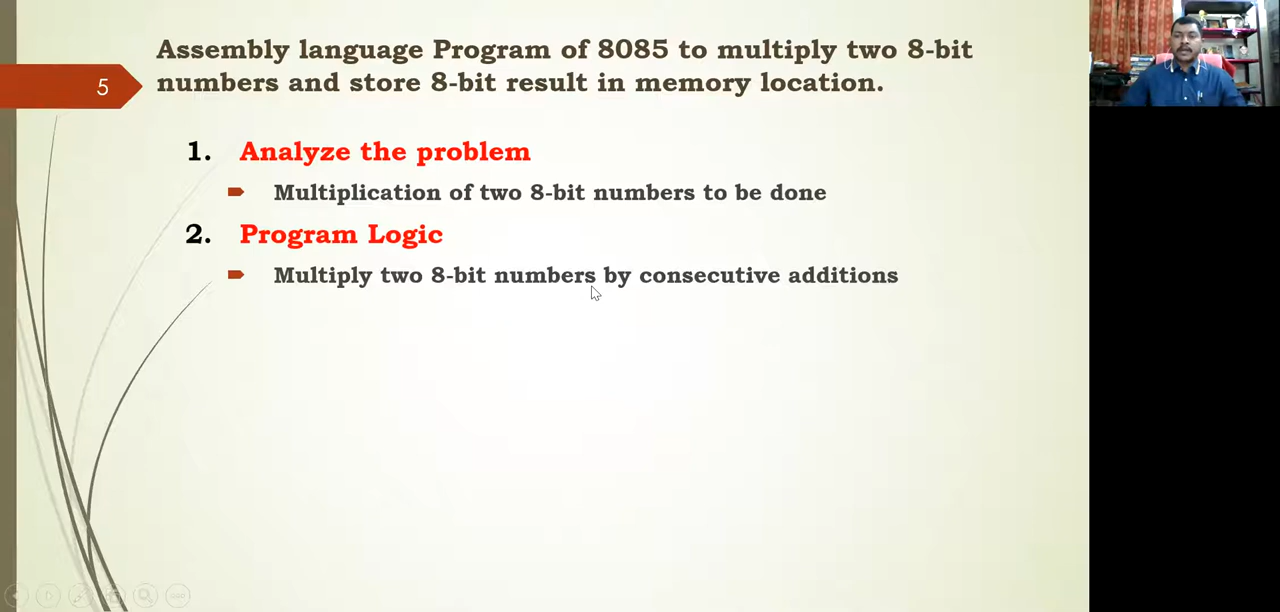 Assembly language Program of 8085 to multiply two 8-bit
numbers and store 8-bit result in memory location.
5
1. Analyze the problem
Multiplication of two 8-bit numbers to be done
2. Program Logic
Multiply two 8-bit numbers by consecutive additions